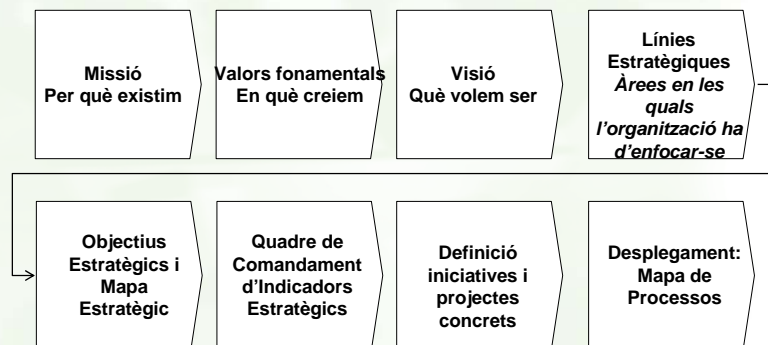 Missió
Per què existim
Valors fonamentals
En què creiem
Visió
Què volem ser
Línies
Estratègiques
Àrees en les
quals
l’organització ha
d’enfocar-se
Objectius
Estratègics i
Mapa
Estratègic
Quadre de
Comandament
d’Indicadors
Estratègics
Definició
iniciatives i
projectes
concrets
Desplegament:
Mapa de
Processos